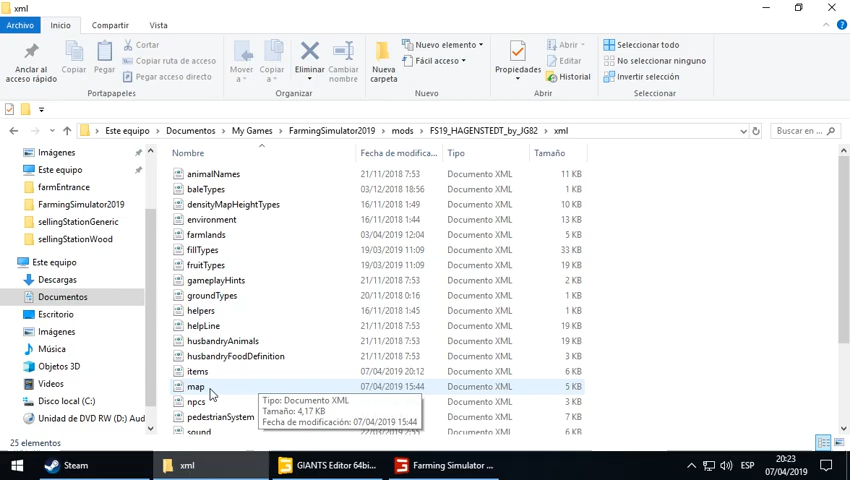 xml
Archivo Inicio Compartir Vista
Anclar al acceso rápido
Copiar
Pegar
Cortar
Copiar ruta de acceso
Pegar acceso directo
Portapapeles
Mover a
Copiar a
Eliminar
Cambiar nombre
Organizar
Nueva carpeta
Nuevo elemento
Fácil acceso
Nuevo
Propiedades
Abrir
Editar
Historial
Abrir
Seleccionar todo
No seleccionar ninguno
Invertir selección
Seleccionar
Este equipo > Documentos > My Games > FarmingSimulator2019 > mods > FS19_HAGENSTEDT_by_JG82 > xml
Buscar en ...
Imágenes
Este equipo
farmEntrance
FarmingSimulator2019
sellingStationGeneric
sellingStationWood
Este equipo
Descargas
Documentos
Escritorio
Imágenes
Música
Objetos 3D
Videos
Disco local (C:)
Unidad de DVD RW (D:) Aud
Nombre Fecha de modifica... Tipo Tamaño
animalNames 21/11/2018 7:53 Documento XML 11 KB
baleTypes 03/12/2018 18:56 Documento XML 1 KB
densityMapHeightTypes 16/11/2018 1:49 Documento XML 10 KB
environment 16/11/2018 1:44 Documento XML 13 KB
farmlands 03/04/2019 12:04 Documento XML 5 KB
fillTypes 19/03/2019 11:09 Documento XML 33 KB
fruitTypes 19/03/2019 11:09 Documento XML 19 KB
gameplayHints 21/11/2018 7:53 Documento XML 2 KB
groundTypes 20/11/2018 0:16 Documento XML 1 KB
helpers 16/11/2018 1:45 Documento XML 1 KB
helpLine 21/11/2018 7:53 Documento XML 19 KB
husbandryAnimals 21/11/2018 7:53 Documento XML 19 KB
husbandryFoodDefinition 21/11/2018 7:53 Documento XML 3 KB
items 07/04/2019 20:12 Documento XML 6 KB
map 07/04/2019 15:44 Documento XML 5 KB
npcs Documento XML 1 KB
pedestrianSystem Documento XML 7 KB
sound 22/03/2019 2:55 Documento XML 3 KB
Tipo: Documento XML
Tamaño: 4,17 KB
Fecha de modificación: 07/04/2019 15:44
25 elementos
Steam
xml
GIANTS Editor 64bi...
Farming Simulator ...
ESP
20:23
07/04/2019